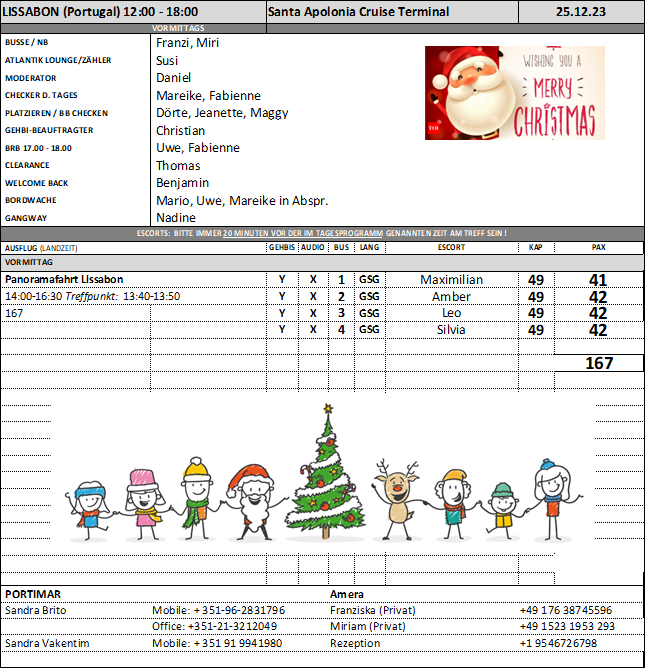 LISSABON (Portugal) 12:00 - 18:00 Santa Apolonia Cruise Terminal 25.12.23
VORMITTAGS
BUSSE / NB Franzi, Miri
ATLANTIK LOUNGE/ZÄHLER Susi
MODERATOR Daniel
CHECKER D. TAGES Mareike, Fabienne
PLATZIEREN / BB CHECKEN Dörte, Jeanette, Maggy
GEHBI-BEAUFTRAGTER Christian
BRB 17.00 - 18.00 Uwe, Fabienne
CLEARANCE Thomas
WELCOME BACK Benjamin
BORDWACHE Mario, Uwe, Mareike in Abspr.
GANGWAY Nadine
WISHING YOU A
MERRY
CHRISTMAS
TOI
ESCORTS: BITTE IMMER 20 MINUTEN VOR DER IM TAGESPROGRAMM GENANNTEN ZEIT AM TREFF SEIN !
AUSFLUG (LANDZEIT) GEHBIS AUDIO BUS LANG ESCORT KAP PAX
VORMITTAG
Panoramafahrt Lissabon Y X 1 GSG Maximilian 49 41
14:00-16:30 Treffpunkt: 13:40-13:50 Y X 2 GSG Amber 49 42
167 Y X 3 GSG Leo 49 42
Y X 4 GSG Silvia 49 42
167
PORTIMAR Amera
Sandra Brito Mobile: +351-96-2831796 Franziska (Privat) +49 176 38745596
Office: +351-21-3212049 Miriam (Privat) +49 1523 1953 293
Sandra Vakentim Mobile: +351 91 9941980 Rezeption +1 9546726798